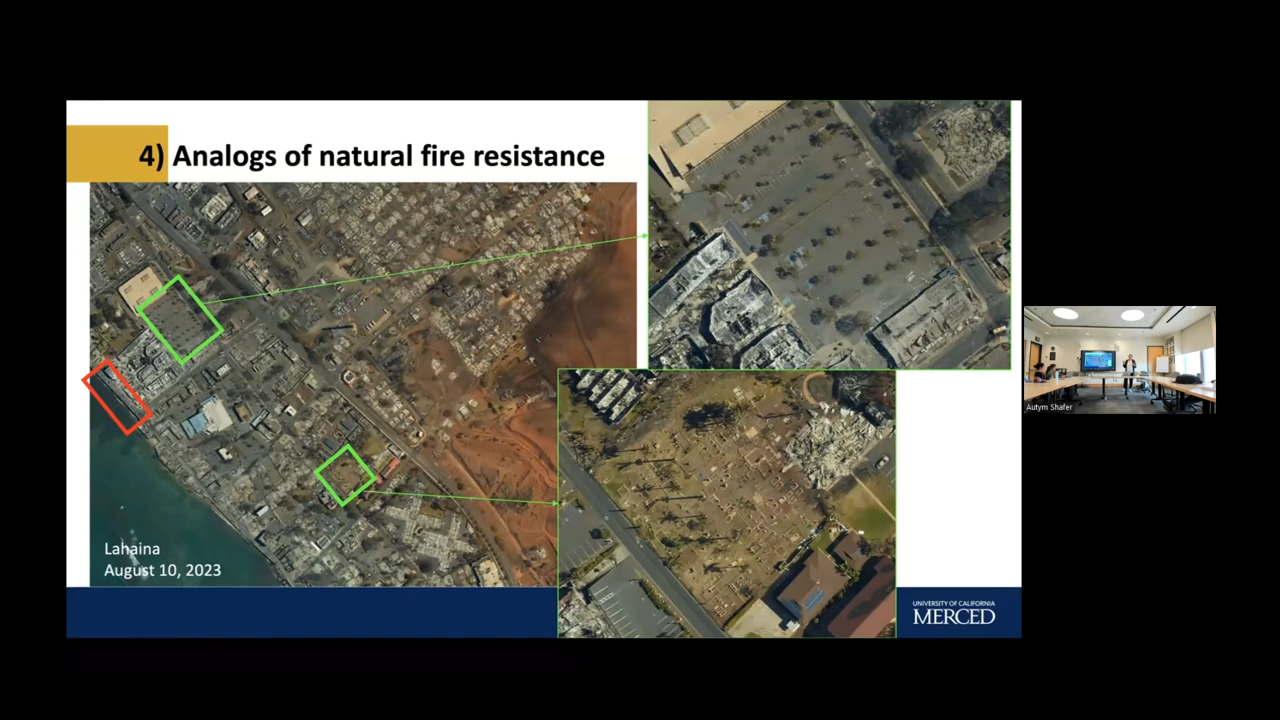 4) Analogs of natural fire resistance
Lahaina
August 10, 2023
UNIVERSITY OF CALIFORNIA
MERCED
Autym Shafer